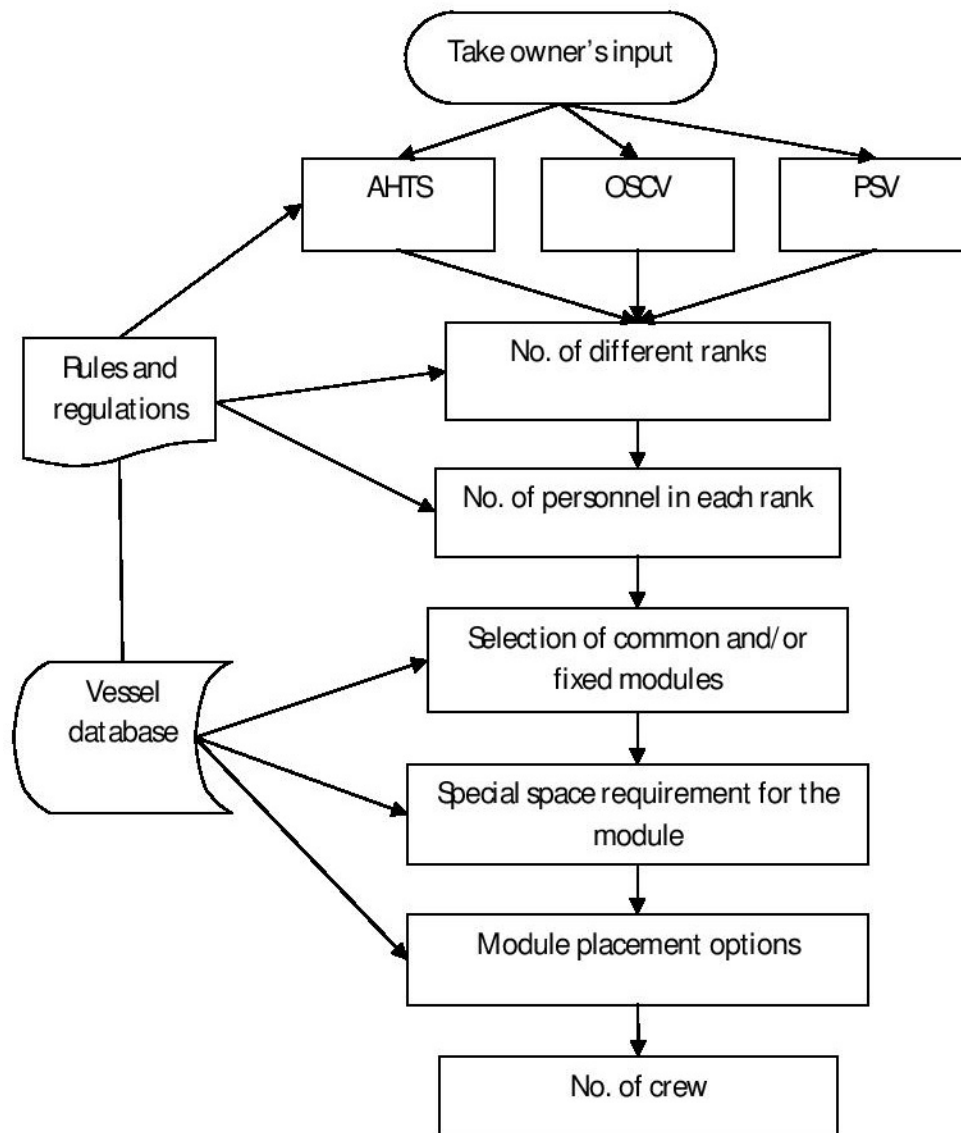 Take owner's input
AHTS
OSCV
PSV
Rules and
regulations
No. of different ranks
No. of personnel in each rank
Vessel
database
Selection of common and/or
fixed modules
Special space requirement for the
module
Module placement options
No. of crew